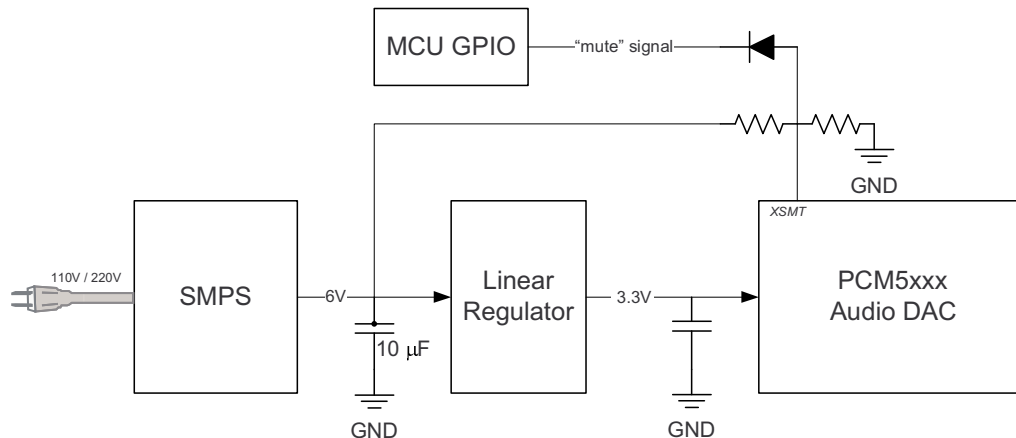 MCU GPIO
“mute” signal
GND
XSMT
110V / 220V
SMPS
6V
Linear
Regulator
3.3V
PCM5xxx
Audio DAC
10 μF
GND
GND